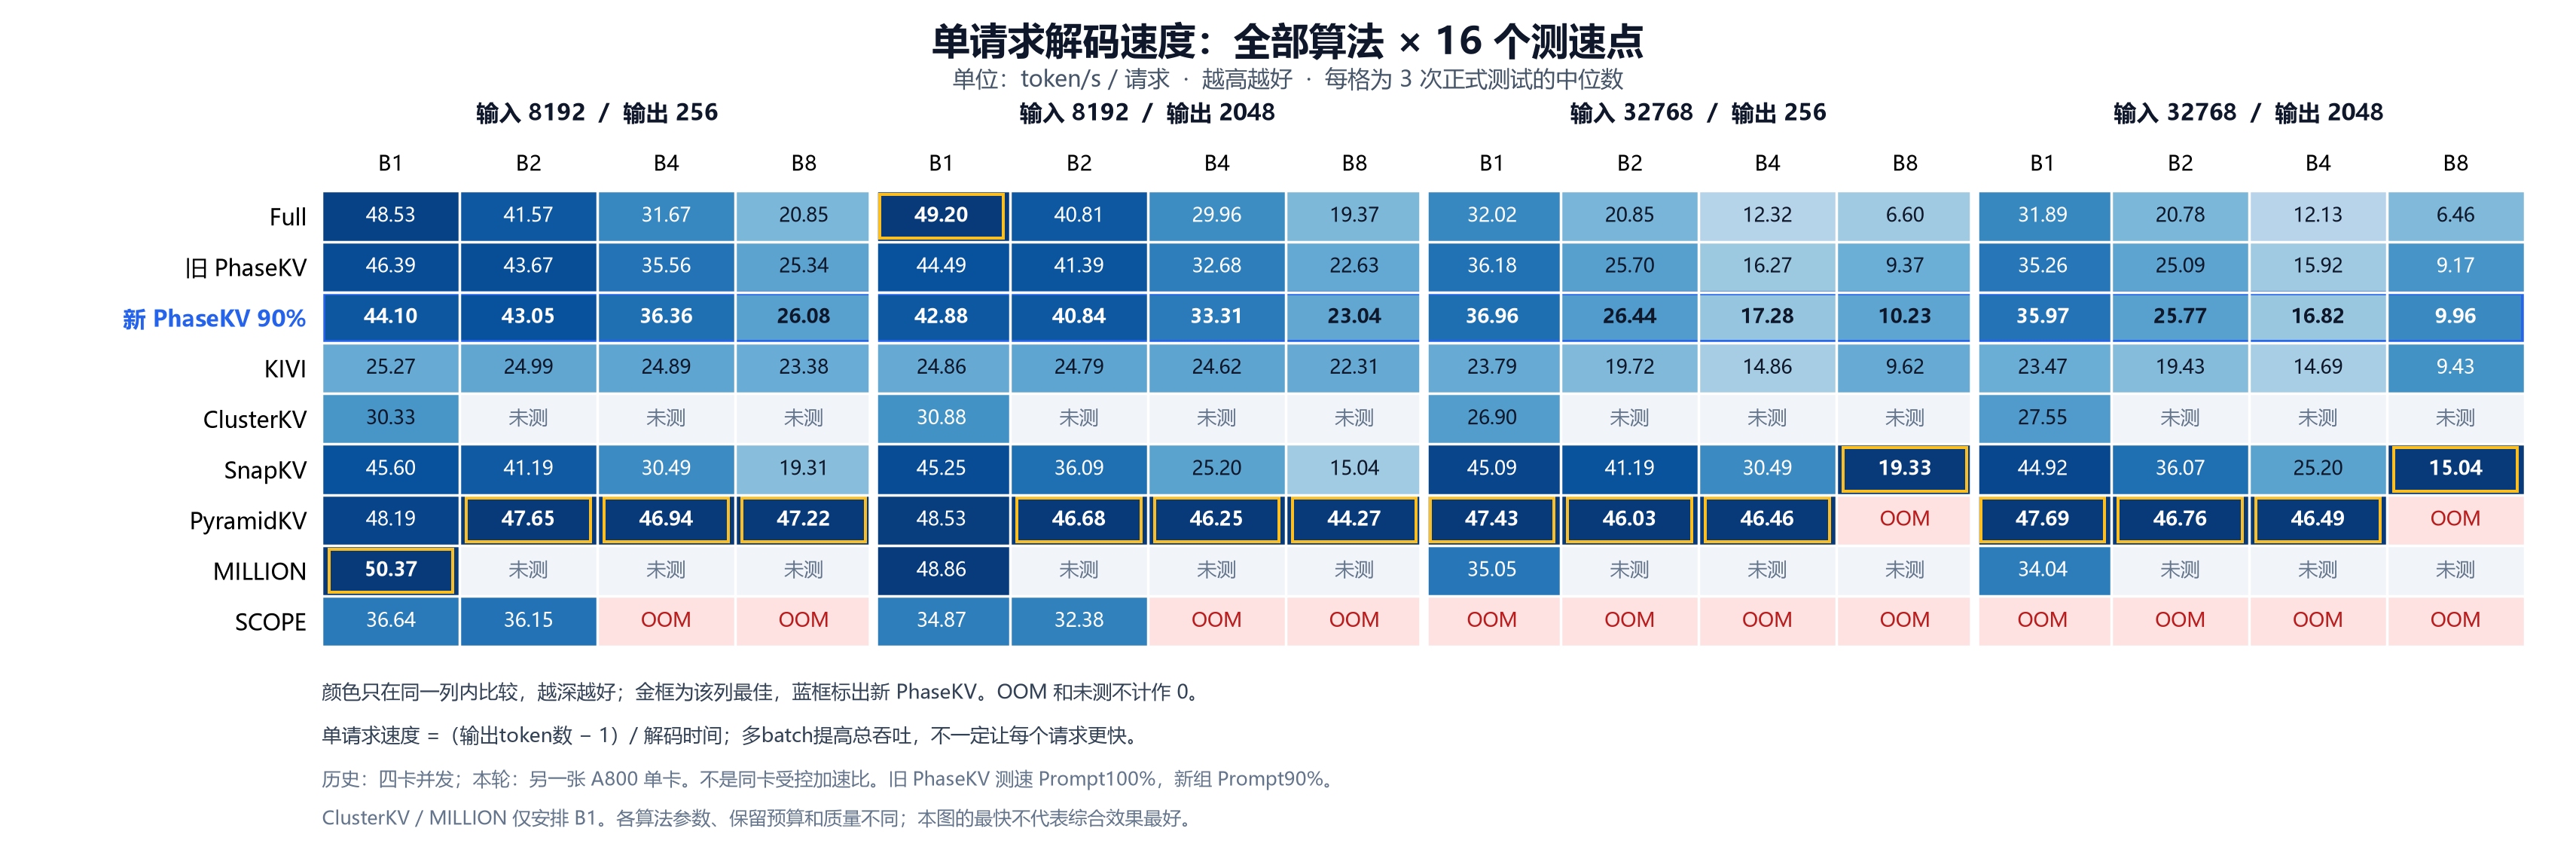 单请求解码速度：全部算法 × 16 个测速点
单位：token/s / 请求 · 越高越好 · 每格为 3 次正式测试的中位数
输入 8192 / 输出 256 输入 8192 / 输出 2048 输入 32768 / 输出 256 输入 32768 / 输出 2048
B1 B2 B4 B8 B1 B2 B4 B8 B1 B2 B4 B8 B1 B2 B4 B8
Full 48.53 41.57 31.67 20.85 49.20 40.81 29.96 19.37 32.02 20.85 12.32 6.60 31.89 20.78 12.13 6.46
旧 PhaseKV 46.39 43.67 35.56 25.34 44.49 41.39 32.68 22.63 36.18 25.70 16.27 9.37 35.26 25.09 15.92 9.17
新 PhaseKV 90% 44.10 43.05 36.36 26.08 42.88 40.84 33.31 23.04 36.96 26.44 17.28 10.23 35.97 25.77 16.82 9.96
KIVI 25.27 24.99 24.89 23.38 24.86 24.79 24.62 22.31 23.79 19.72 14.86 9.62 23.47 19.43 14.69 9.43
ClusterKV 30.33 未测 未测 未测 30.88 未测 未测 未测 26.90 未测 未测 未测 27.55 未测 未测 未测
SnapKV 45.60 41.19 30.49 19.31 45.25 36.09 25.20 15.04 45.09 41.19 30.49 19.33 44.92 36.07 25.20 15.04
PyramidKV 48.19 47.65 46.94 47.22 48.53 46.68 46.25 44.27 47.43 46.03 46.46 OOM 47.69 46.76 46.49 OOM
MILLION 50.37 未测 未测 未测 48.86 未测 未测 未测 35.05 未测 未测 未测 34.04 未测 未测 未测
SCOPE 36.64 36.15 OOM OOM 34.87 32.38 OOM OOM OOM OOM OOM OOM OOM OOM OOM OOM
颜色只在同一列内比较，越深越好；金框为该列最佳，蓝框标出新 PhaseKV。OOM 和未测不计作 0。
单请求速度 =（输出token数 − 1）/ 解码时间；多batch提高总吞吐，不一定让每个请求更快。
历史：四卡并发；本轮：另一张 A800 单卡。不是同卡受控加速比。旧 PhaseKV 测速 Prompt100%，新组 Prompt90%。
ClusterKV / MILLION 仅安排 B1。各算法参数、保留预算和质量不同；本图的最快不代表综合效果最好。